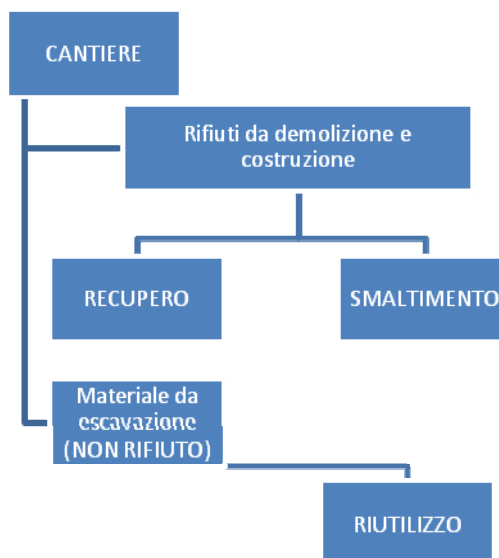 CANTIERE
Rifiuti da demolizione e
costruzione
RECUPERO
SMALTIMENTO
Materiale da
escavazione
(NON RIFIUTO)
RIUTILIZZO